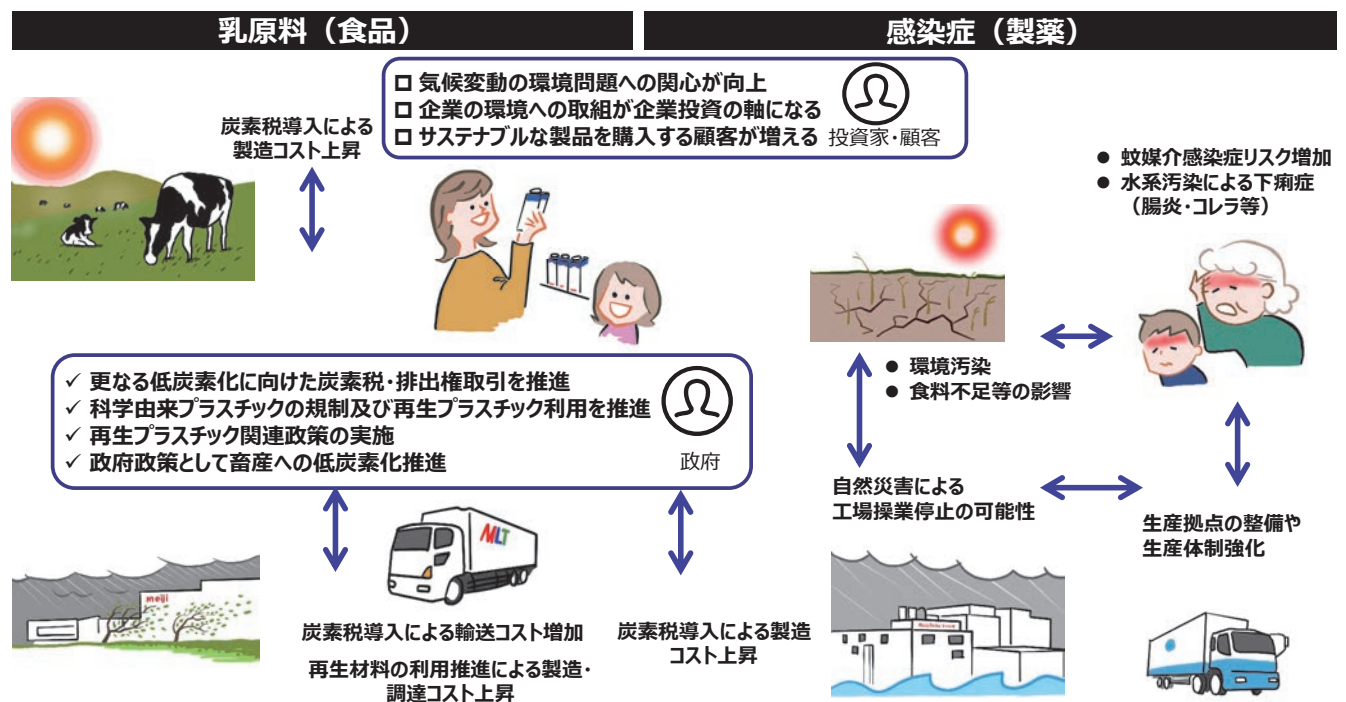 乳原料（食品）
感染症（製薬）
気候変動の環境問題への関心が向上
企業の環境への取組が企業投資の軸になる
サステナブルな製品を購入する顧客が増える
投資家・顧客
炭素税導入による
製造コスト上昇
● 蚊媒介感染症リスク増加
● 水系汚染による下痢症
（腸炎・コレラ等）
● 環境汚染
● 食料不足等の影響
✓ 更なる低炭素化に向けた炭素税・排出権取引を推進
✓ 科学由来プラスチックの規制及び再生プラスチック利用を推進
✓ 再生プラスチック関連政策の実施
✓ 政府政策として畜産への低炭素化推進
政府
自然災害による
工場操業停止の可能性
生産拠点の整備や
生産体制強化
MLT
meiji
炭素税導入による輸送コスト増加
再生材料の利用推進による製造・
調達コスト上昇
炭素税導入による製造
コスト上昇